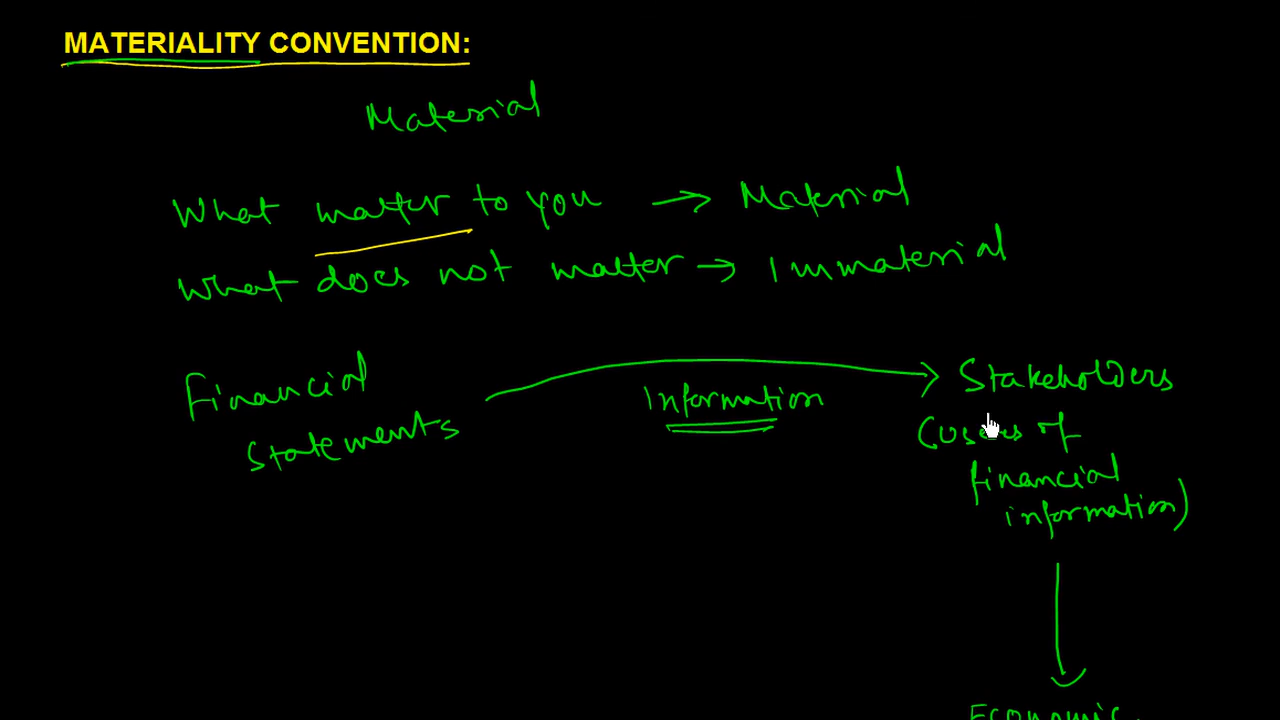 MATERIALITY CONVENTION:
Material
What matter to you → Material
What does not matter → Immaterial
Financial
Statements
Information
Stakeholders
(users of
financial
information)
Economic